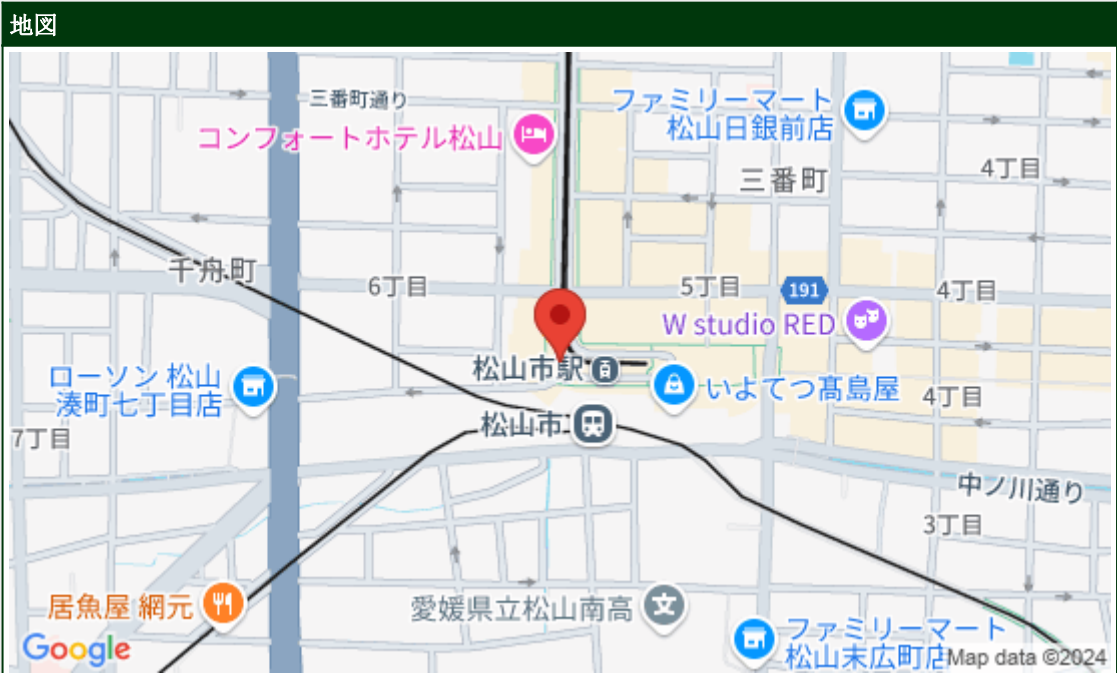 地図
三番町通り
コンフォートホテル松山
ファミリーマート
松山日銀前店
4丁目
三番町
千舟町
6丁目
5丁目
191
4丁目
W studio RED
松山市駅
ローソン 松山
湊町七丁目店
いよてつ髙島屋
4丁目
松山市
7丁目
中ノ川通り
3丁目
居魚屋 網元
愛媛県立松山南高
ファミリーマート
松山末広町店
Google
Map data ©2024